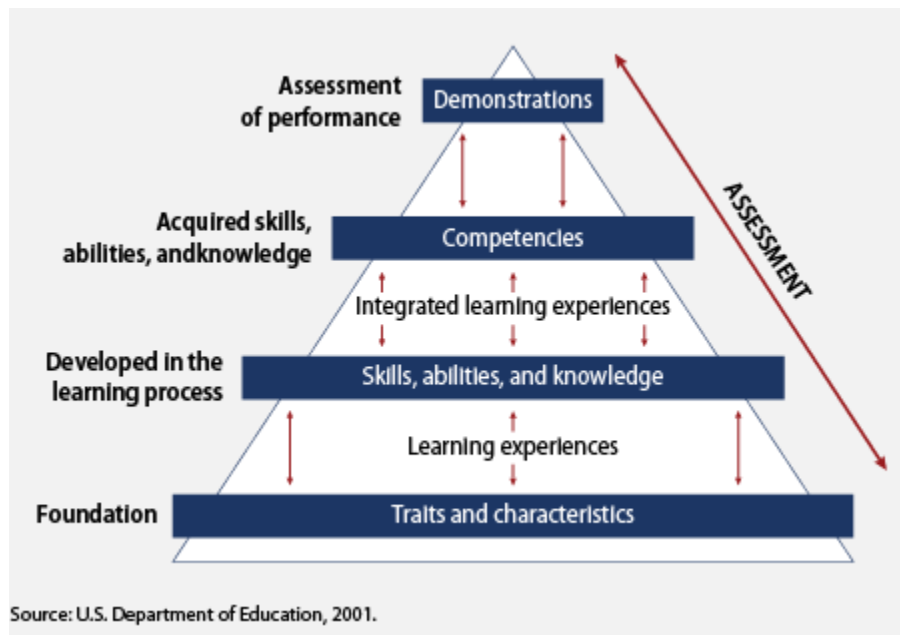 Assessment
of performance
Demonstrations
ASSESSMENT
Acquired skills,
abilities, andknowledge
Competencies
Integrated learning experiences
Developed in the
learning process
Skills, abilities, and knowledge
Learning experiences
Foundation
Traits and characteristics
Source: U.S. Department of Education, 2001.